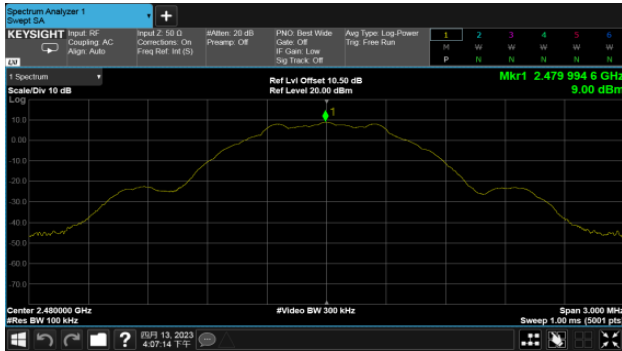 Spectrum Analyzer 1
Swept SA
KEYSIGHT
Input: RF
Coupling: AC
Align: Auto
Input Z: 50 Ω
Corrections: On
Freq Ref: Int (S)
#Atten: 20 dB
Preamp: Off
PNO: Best Wide
Gate: Off
IF Gain: Low
Sig Track: Off
Avg Type: Log-Power
Trig: Free Run
1 2 3 4 5 6
M W W W W W
P N N N N N
LU
1 Spectrum
Scale/Div 10 dB
Log
Ref Lvl Offset 10.50 dB
Ref Level 20.00 dBm
Mkr1 2.479 994 6 GHz
9.00 dBm
1
10.0
0.00
-10.0
-20.0
-30.0
-40.0
-50.0
-60.0
-70.0
Center 2.480000 GHz
#Res BW 100 kHz
#Video BW 300 kHz
Span 3.000 MHz
Sweep 1.00 ms (5001 pts
?
四月 13, 2023
4:07:14 下午